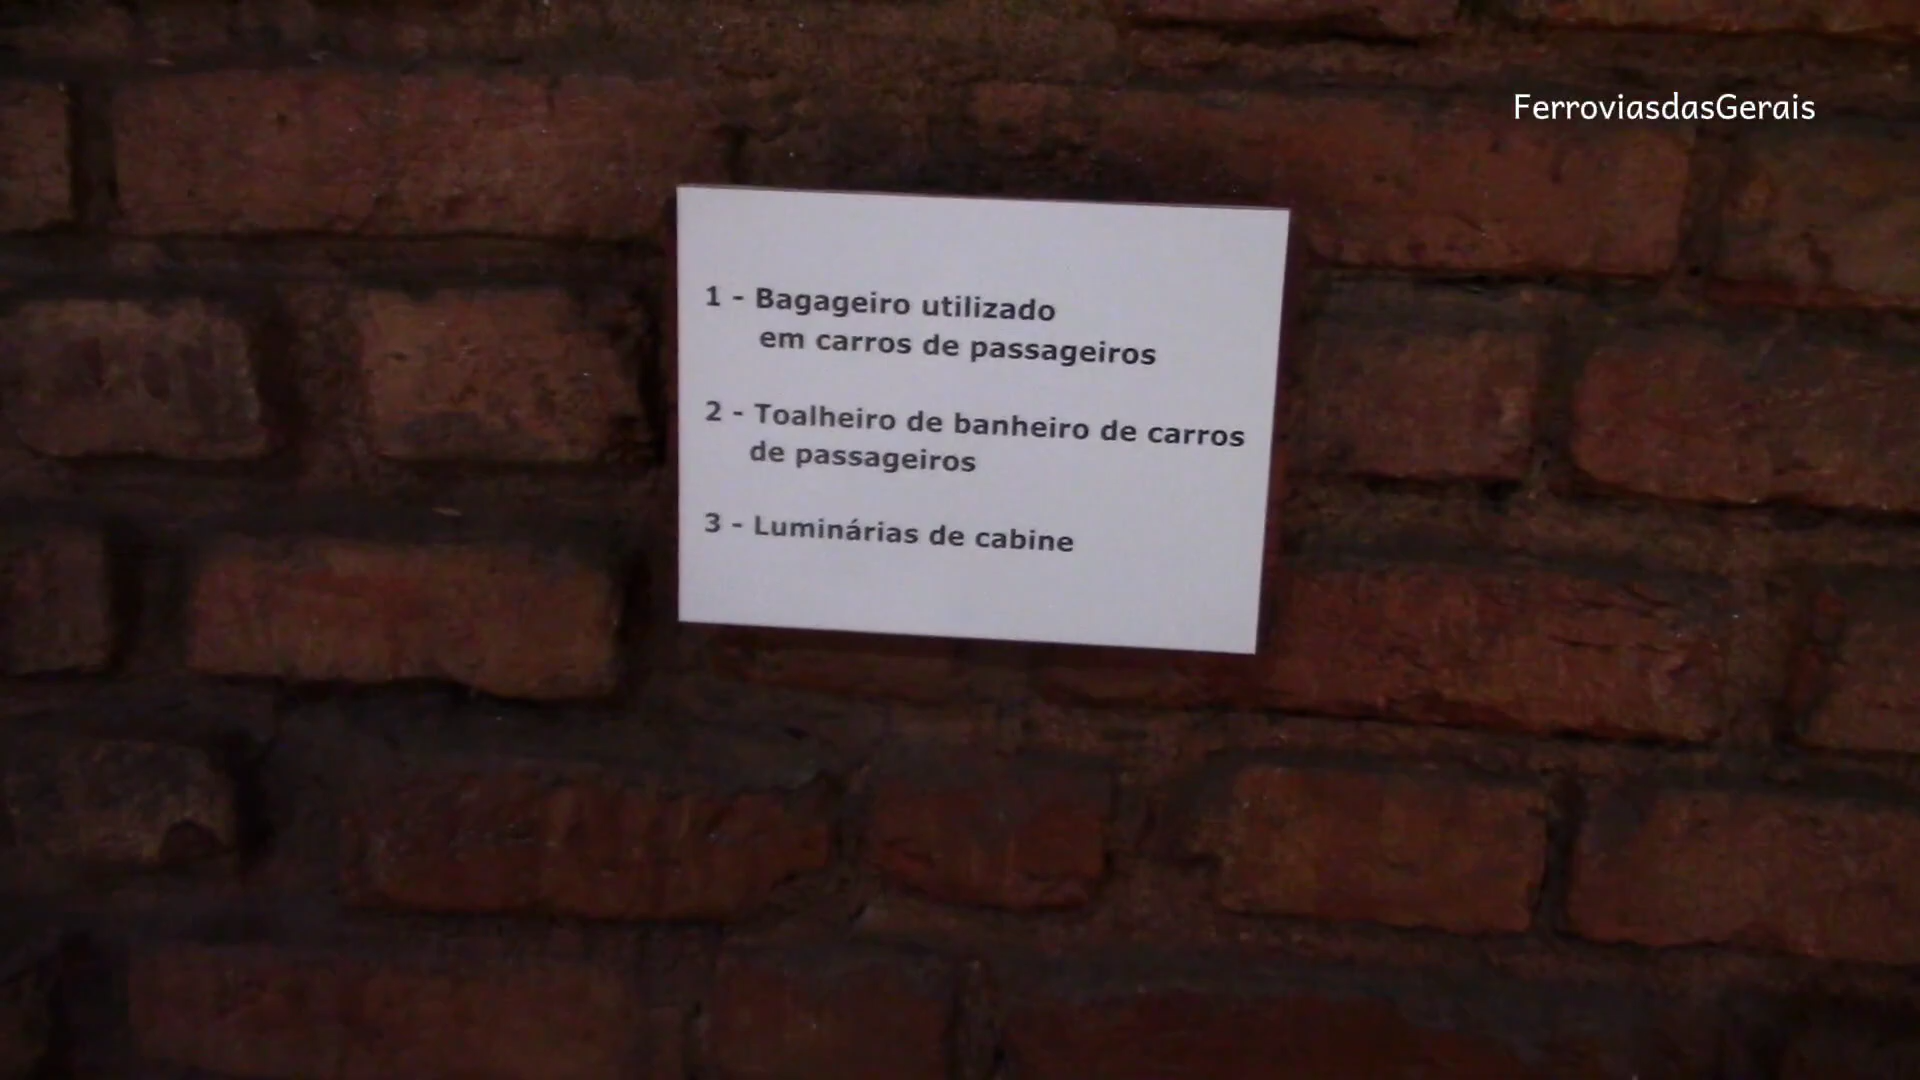 FerroviasdasGerais
1 - Bagageiro utilizado
em carros de passageiros
2 - Toalheiro de banheiro de carros
de passageiros
3 - Luminárias de cabine